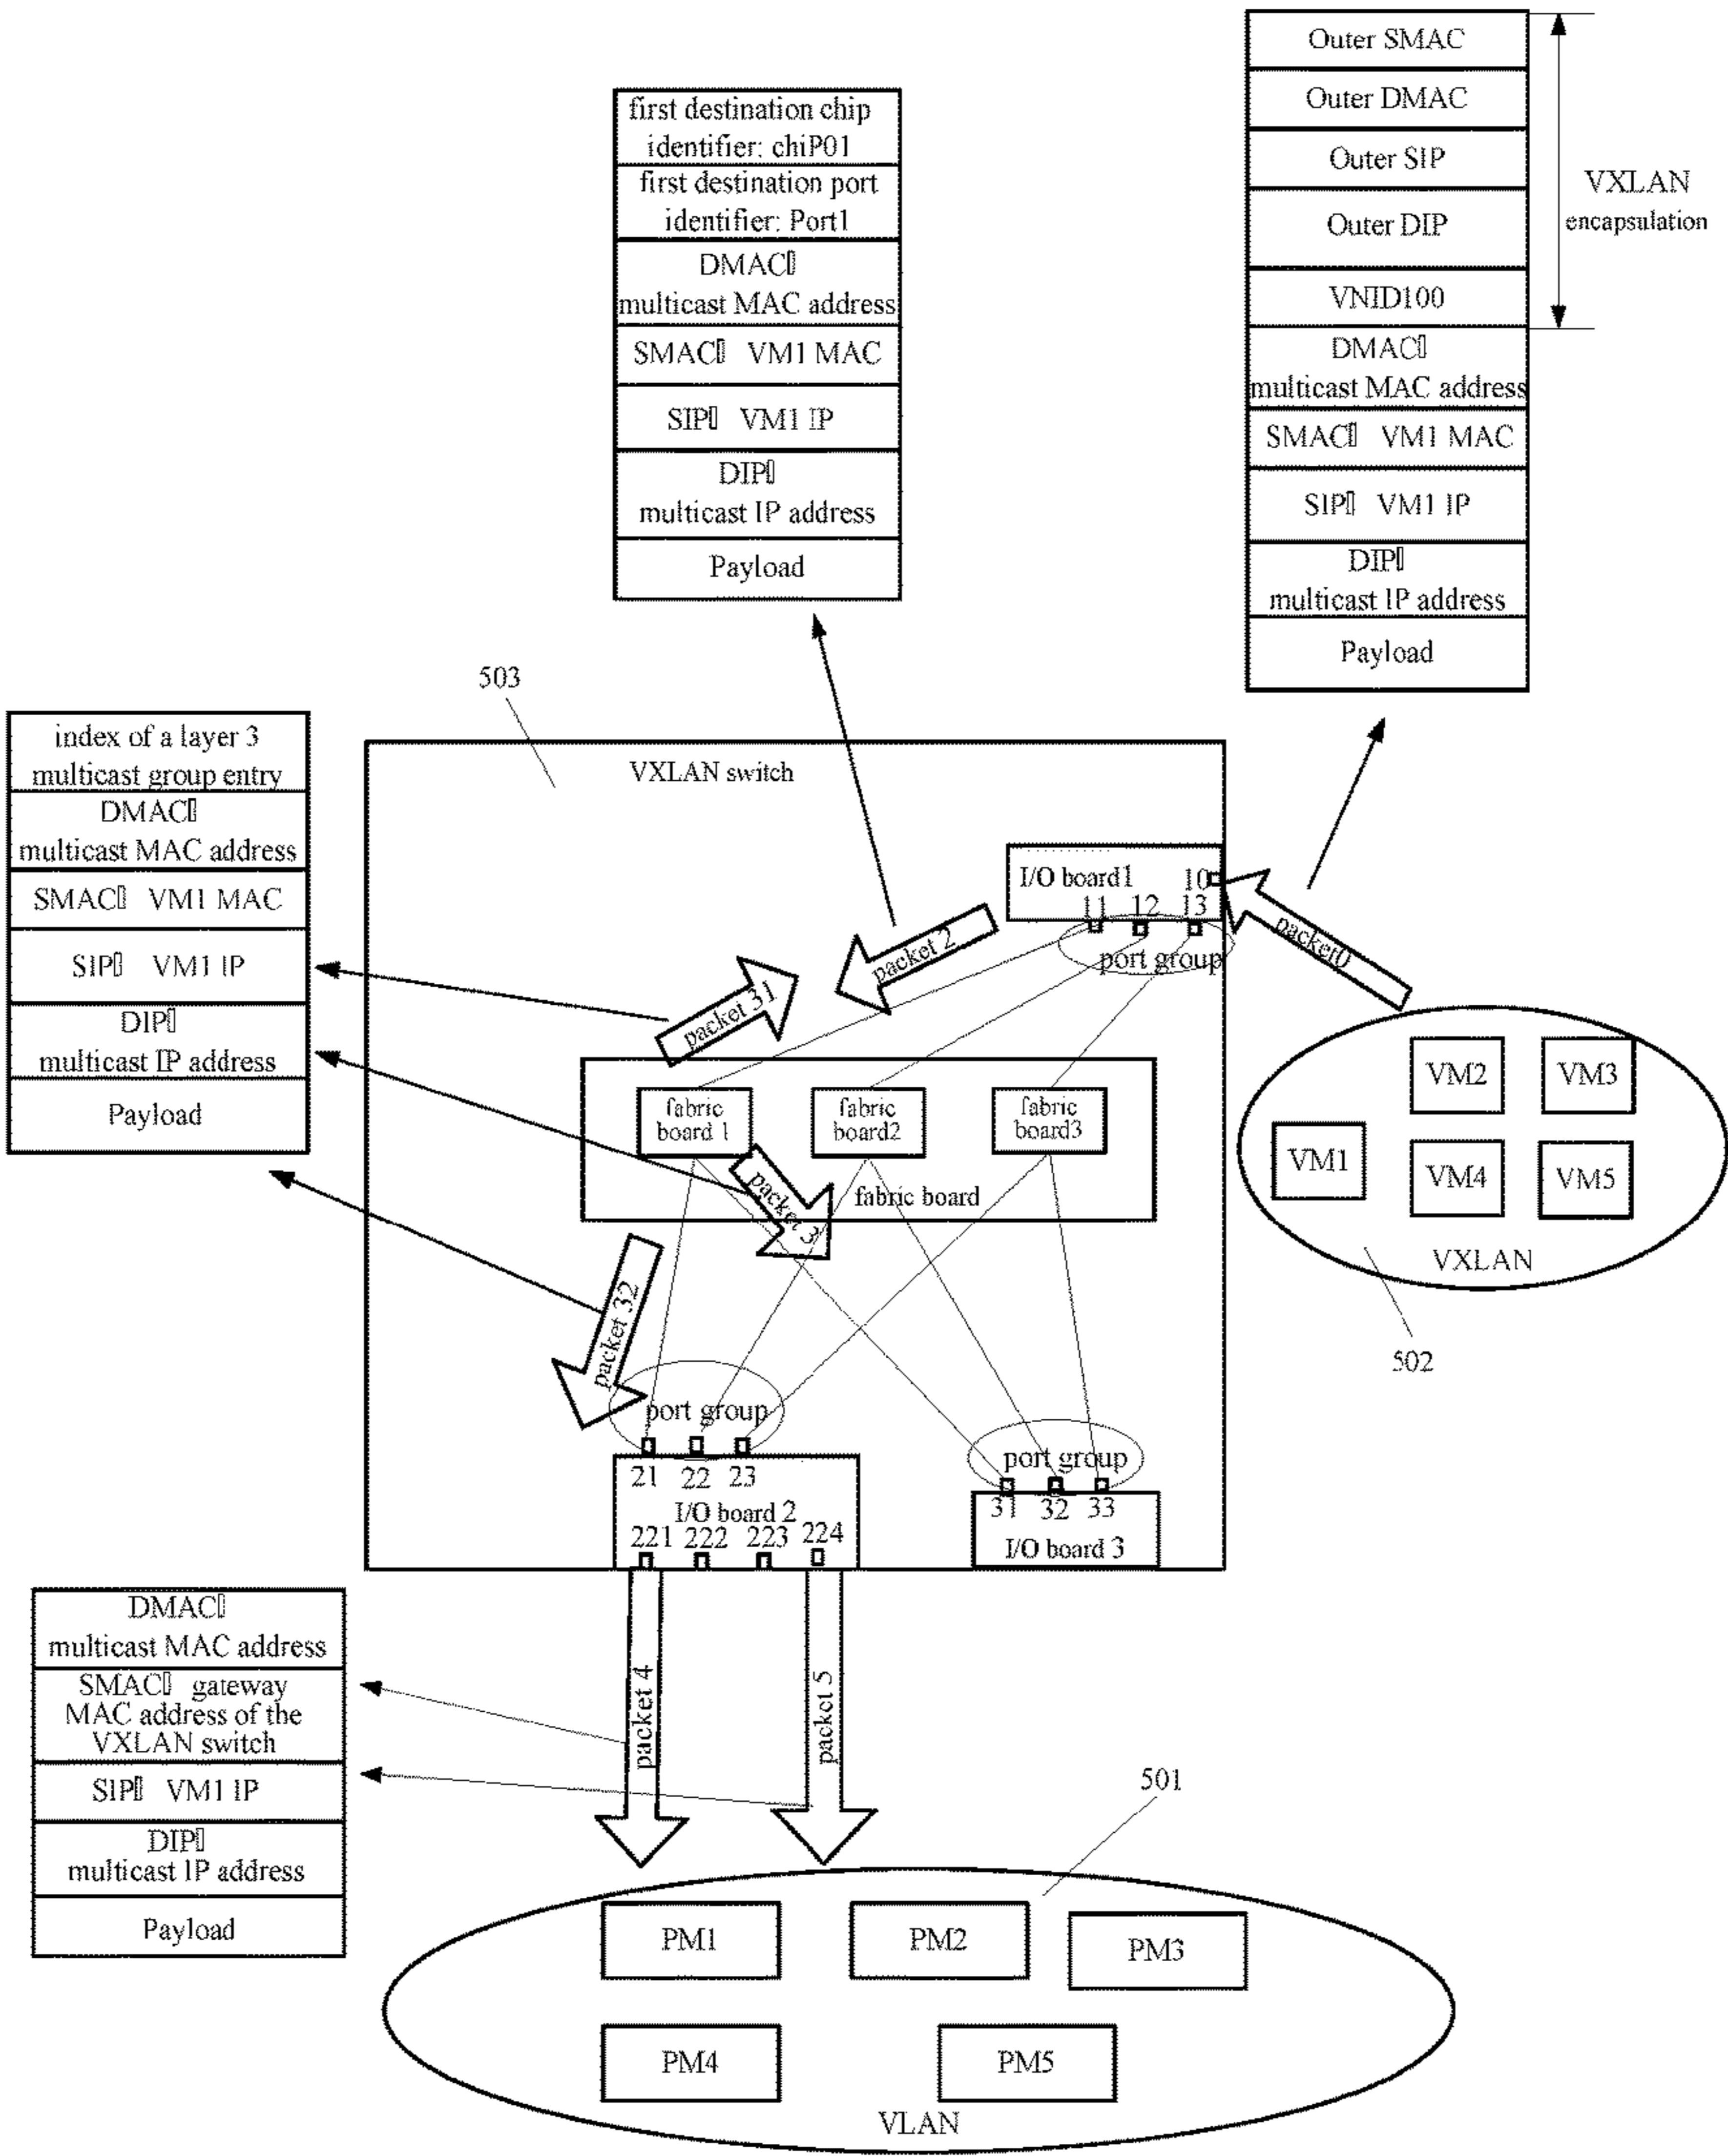 Outer SMAC
Outer DMAC
Outer SIP
Outer DIP
VNID100
VXLAN
encapsulation
DMAC▯
multicast MAC address
SMAC▯ VM1 MAC
SIP▯ VM1 IP
DIP▯
multicast IP address
Payload
first destination chip
identifier: chiP01
first destination port
identifier: Port1
DMAC▯
multicast MAC address
SMAC▯ VM1 MAC
SIP▯ VM1 IP
DIP▯
multicast IP address
Payload
503
index of a layer 3
multicast group entry
DMAC▯
multicast MAC address
SMAC▯ VM1 MAC
SIP▯ VM1 IP
DIP▯
multicast IP address
Payload
VXLAN switch
I/O board1
10
11 12 13
port group
packet0
packet 2
packet 31
fabric
board 1
fabric
board2
fabric
board3
fabric board
packet 3
packet 32
VM2
VM3
VM1
VM4
VM5
VXLAN
502
port group
21 22 23
I/O board 2
221 222 223 224
port group
31 32 33
I/O board 3
DMAC▯
multicast MAC address
SMAC▯ gateway
MAC address of the
VXLAN switch
SIP▯ VM1 IP
DIP▯
multicast IP address
Payload
packet 4
packet 5
501
PM1
PM2
PM3
PM4
PM5
VLAN